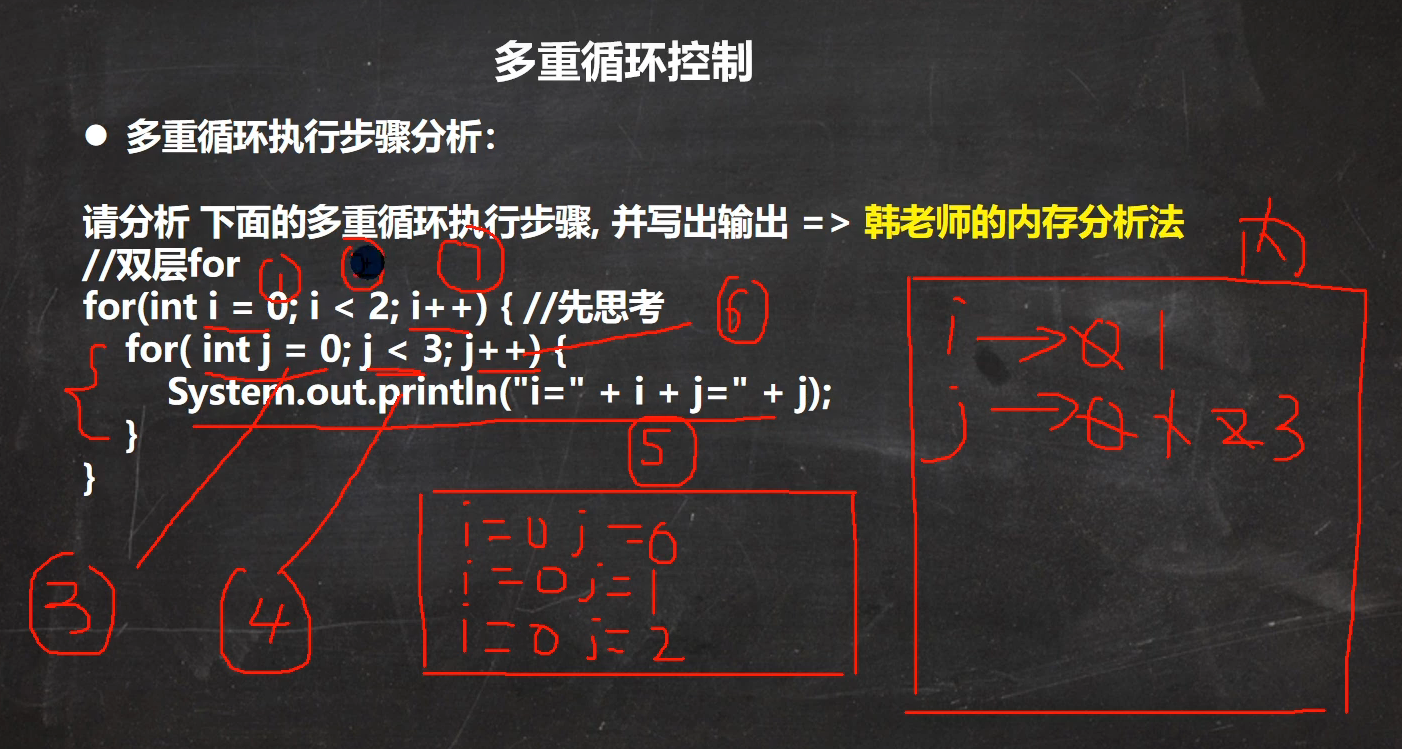 多重循环控制
● 多重循环执行步骤分析：
请分析 下面的多重循环执行步骤, 并写出输出 => 韩老师的内存分析法
内
//双层for
1 7
for(int i = 0; i < 2; i++) { //先思考
6
for( int j = 0; j < 3; j++) {
System.out.println("i=" + i + j=" + j);
}
}
5
3
4
i=0 j=0
i=0 j=1
i=0 j=2
i → 0 1
j → 0 1 2 3